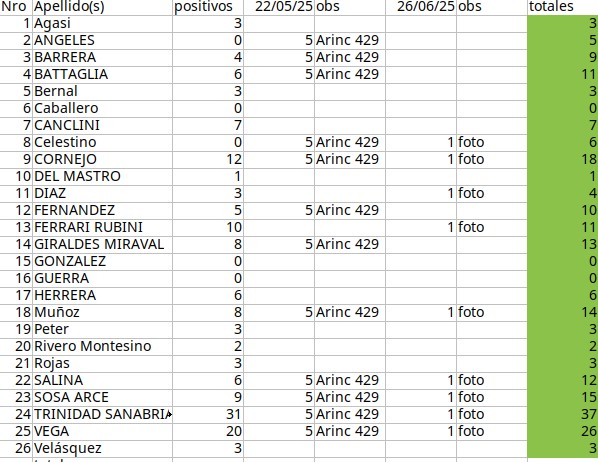 Nro Apellido(s) positivos 22/05/25 obs 26/06/25 obs totales
1 Agasi 3 3
2 ANGELES 0 5 Arinc 429 5
3 BARRERA 4 5 Arinc 429 9
4 BATTAGLIA 6 5 Arinc 429 11
5 Bernal 3 3
6 Caballero 0 0
7 CANCLINI 7 7
8 Celestino 0 5 Arinc 429 1 foto 6
9 CORNEJO 12 5 Arinc 429 1 foto 18
10 DEL MASTRO 1 1
11 DIAZ 3 1 foto 4
12 FERNANDEZ 5 5 Arinc 429 10
13 FERRARI RUBINI 10 1 foto 11
14 GIRALDES MIRAVAL 8 5 Arinc 429 13
15 GONZALEZ 0 0
16 GUERRA 0 0
17 HERRERA 6 6
18 Muñoz 8 5 Arinc 429 1 foto 14
19 Peter 3 3
20 Rivero Montesino 2 2
21 Rojas 3 3
22 SALINA 6 5 Arinc 429 1 foto 12
23 SOSA ARCE 9 5 Arinc 429 1 foto 15
24 TRINIDAD SANABRIA 31 5 Arinc 429 1 foto 37
25 VEGA 20 5 Arinc 429 1 foto 26
26 Velásquez 3 3